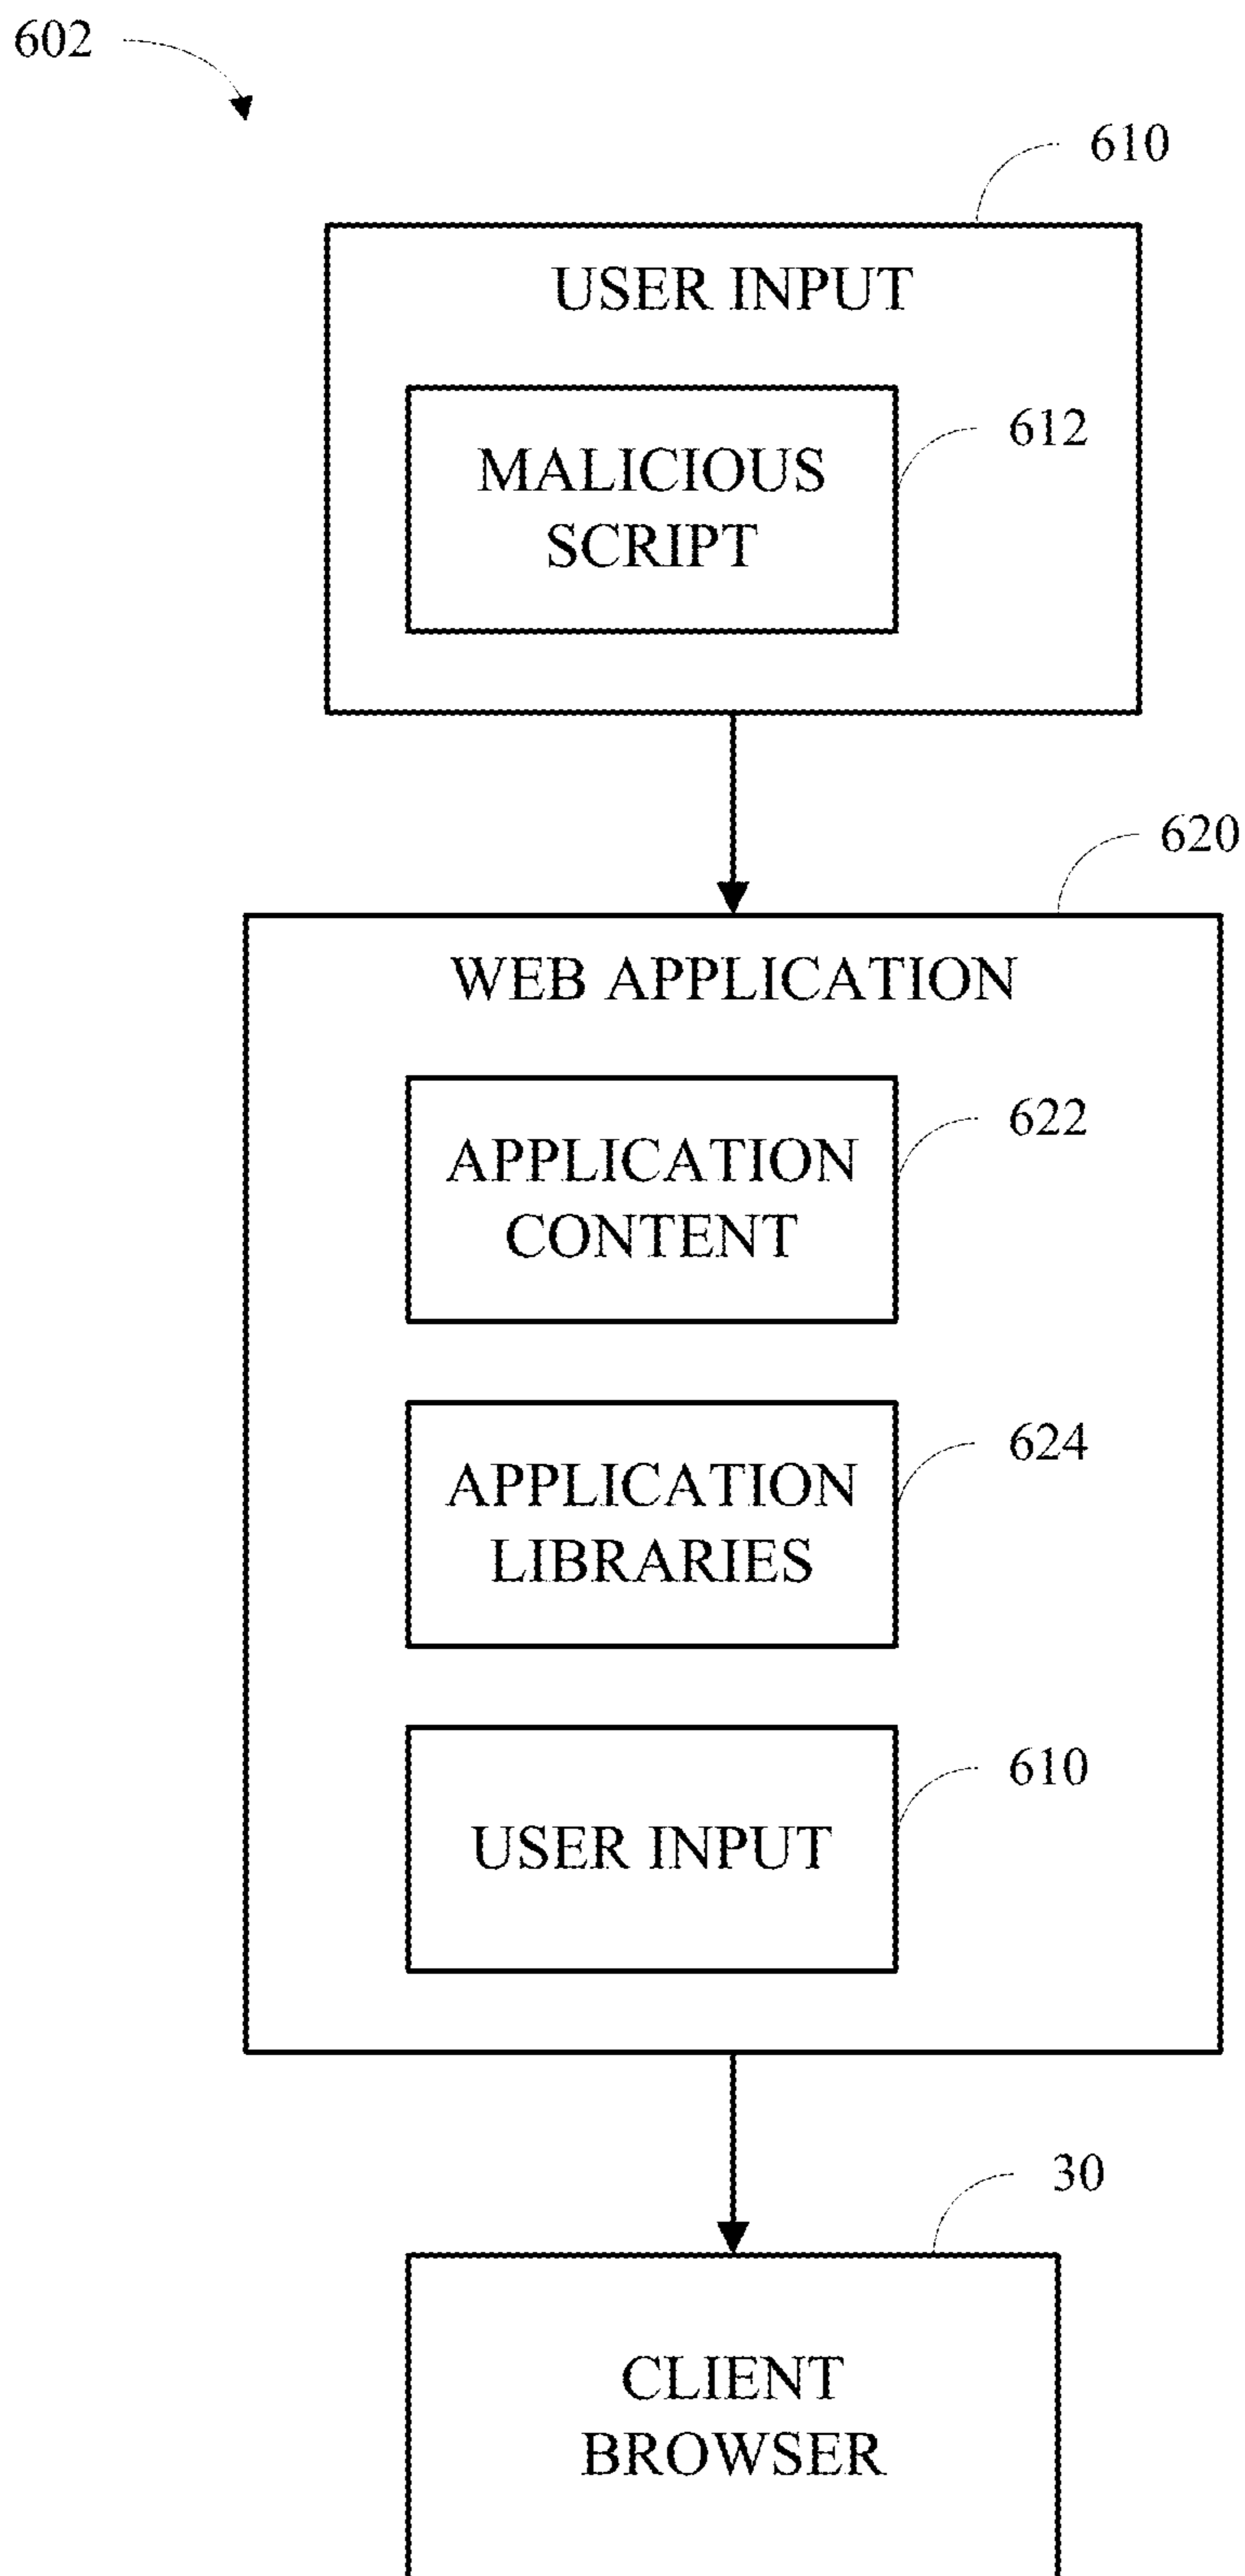 602
610
USER INPUT
612
MALICIOUS
SCRIPT
620
WEB APPLICATION
622
APPLICATION
CONTENT
624
APPLICATION
LIBRARIES
610
USER INPUT
30
CLIENT
BROWSER